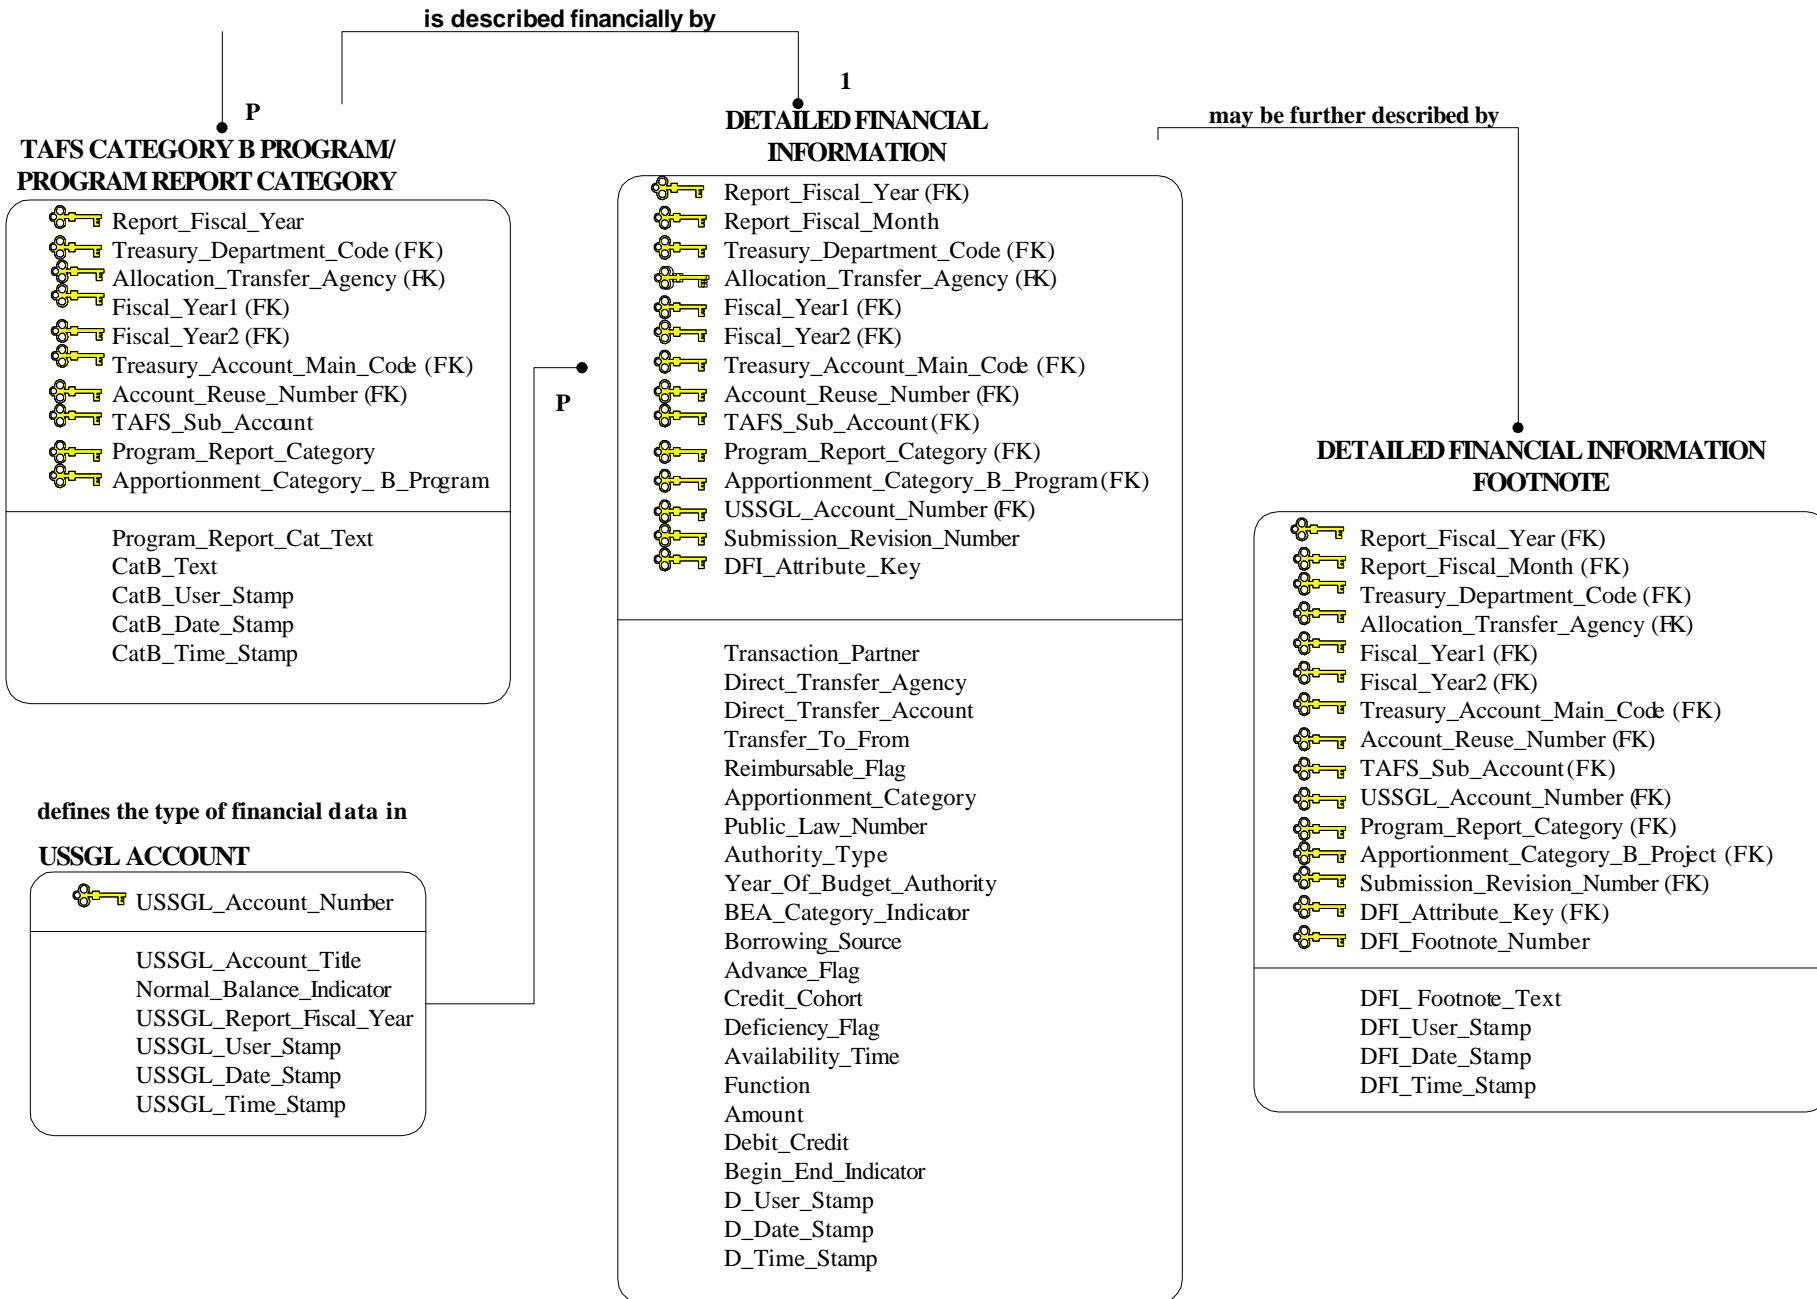 is described financially by
P
1
TAFS CATEGORY B PROGRAM/
PROGRAM REPORT CATEGORY
Report_Fiscal_Year
Treasury_Department_Code (FK)
Allocation_Transfer_Agency (FK)
Fiscal_Year1 (FK)
Fiscal_Year2 (FK)
Treasury_Account_Main_Code (FK)
Account_Reuse_Number (FK)
TAFS_Sub_Account
Program_Report_Category
Apportionment_Category_ B_Program
Program_Report_Cat_Text
CatB_Text
CatB_User_Stamp
CatB_Date_Stamp
CatB_Time_Stamp
defines the type of financial data in
USSGL ACCOUNT
USSGL_Account_Number
USSGL_Account_Title
Normal_Balance_Indicator
USSGL_Report_Fiscal_Year
USSGL_User_Stamp
USSGL_Date_Stamp
USSGL_Time_Stamp
P
DETAILED FINANCIAL
INFORMATION
Report_Fiscal_Year (FK)
Report_Fiscal_Month
Treasury_Department_Code (FK)
Allocation_Transfer_Agency (FK)
Fiscal_Year1 (FK)
Fiscal_Year2 (FK)
Treasury_Account_Main_Code (FK)
Account_Reuse_Number (FK)
TAFS_Sub_Account (FK)
Program_Report_Category (FK)
Apportionment_Category_B_Program (FK)
USSGL_Account_Number (FK)
Submission_Revision_Number
DFI_Attribute_Key
Transaction_Partner
Direct_Transfer_Agency
Direct_Transfer_Account
Transfer_To_From
Reimbursable_Flag
Apportionment_Category
Public_Law_Number
Authority_Type
Year_Of_Budget_Authority
BEA_Category_Indicator
Borrowing_Source
Advance_Flag
Credit_Cohort
Deficiency_Flag
Availability_Time
Function
Amount
Debit_Credit
Begin_End_Indicator
D_User_Stamp
D_Date_Stamp
D_Time_Stamp
may be further described by
DETAILED FINANCIAL INFORMATION
FOOTNOTE
Report_Fiscal_Year (FK)
Report_Fiscal_Month (FK)
Treasury_Department_Code (FK)
Allocation_Transfer_Agency (FK)
Fiscal_Year1 (FK)
Fiscal_Year2 (FK)
Treasury_Account_Main_Code (FK)
Account_Reuse_Number (FK)
TAFS_Sub_Account (FK)
USSGL_Account_Number (FK)
Program_Report_Category (FK)
Apportionment_Category_B_Project (FK)
Submission_Revision_Number (FK)
DFI_Attribute_Key (FK)
DFI_Footnote_Number
DFI_ Footnote_Text
DFI_User_Stamp
DFI_Date_Stamp
DFI_Time_Stamp